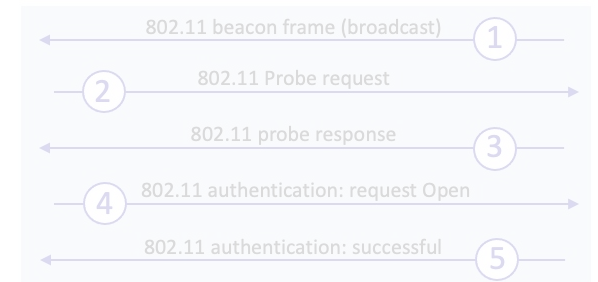 802.11 beacon frame (broadcast)
1
802.11 Probe request
2
802.11 probe response
3
802.11 authentication: request Open
4
802.11 authentication: successful
5